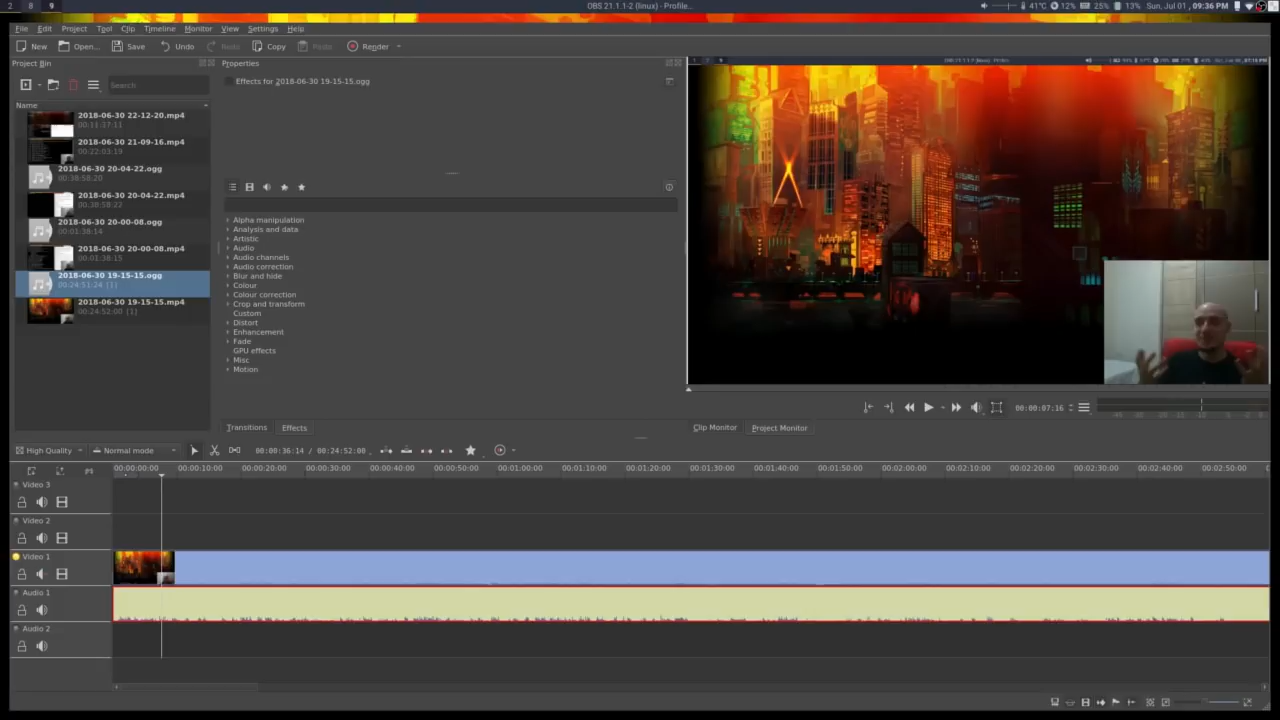 2 8 9 OBS 21.1.1-2 (linux) - Profile... 41°C 12% 25% 13% Sun, Jul 01, 09:36 PM
File Edit Project Tool Clip Timeline Monitor View Settings Help
New Open... Save Undo Redo Copy Paste Render
Project Bin
Properties
Search
Effects for 2018-06-30 19-15-15.ogg
Name
2018-06-30 22-12-20.mp4
00:11:37:11
2018-06-30 21-09-16.mp4
00:22:03:19
2018-06-30 20-04-22.ogg
00:38:58:20
2018-06-30 20-04-22.mp4
00:38:58:22
2018-06-30 20-00-08.ogg
00:01:38:14
2018-06-30 20-00-08.mp4
00:01:38:15
2018-06-30 19-15-15.ogg
00:24:51:24 [1]
2018-06-30 19-15-15.mp4
00:24:52:00 [1]
Alpha manipulation
Analysis and data
Artistic
Audio
Audio channels
Audio correction
Blur and hide
Colour
Colour correction
Crop and transform
Custom
Distort
Enhancement
Fade
GPU effects
Misc
Motion
Transitions Effects
00:00:07:16
Clip Monitor Project Monitor
High Quality Normal mode 00:00:36:14 / 00:24:52:00
00:00:00:00 00:00:10:00 00:00:20:00 00:00:30:00 00:00:40:00 00:00:50:00 00:01:00:00 00:01:10:00 00:01:20:00 00:01:30:00 00:01:40:00 00:01:50:00 00:02:00:00 00:02:10:00 00:02:20:00 00:02:30:00 00:02:40:00 00:02:50:00
Video 3
Video 2
Video 1
Audio 1
Audio 2